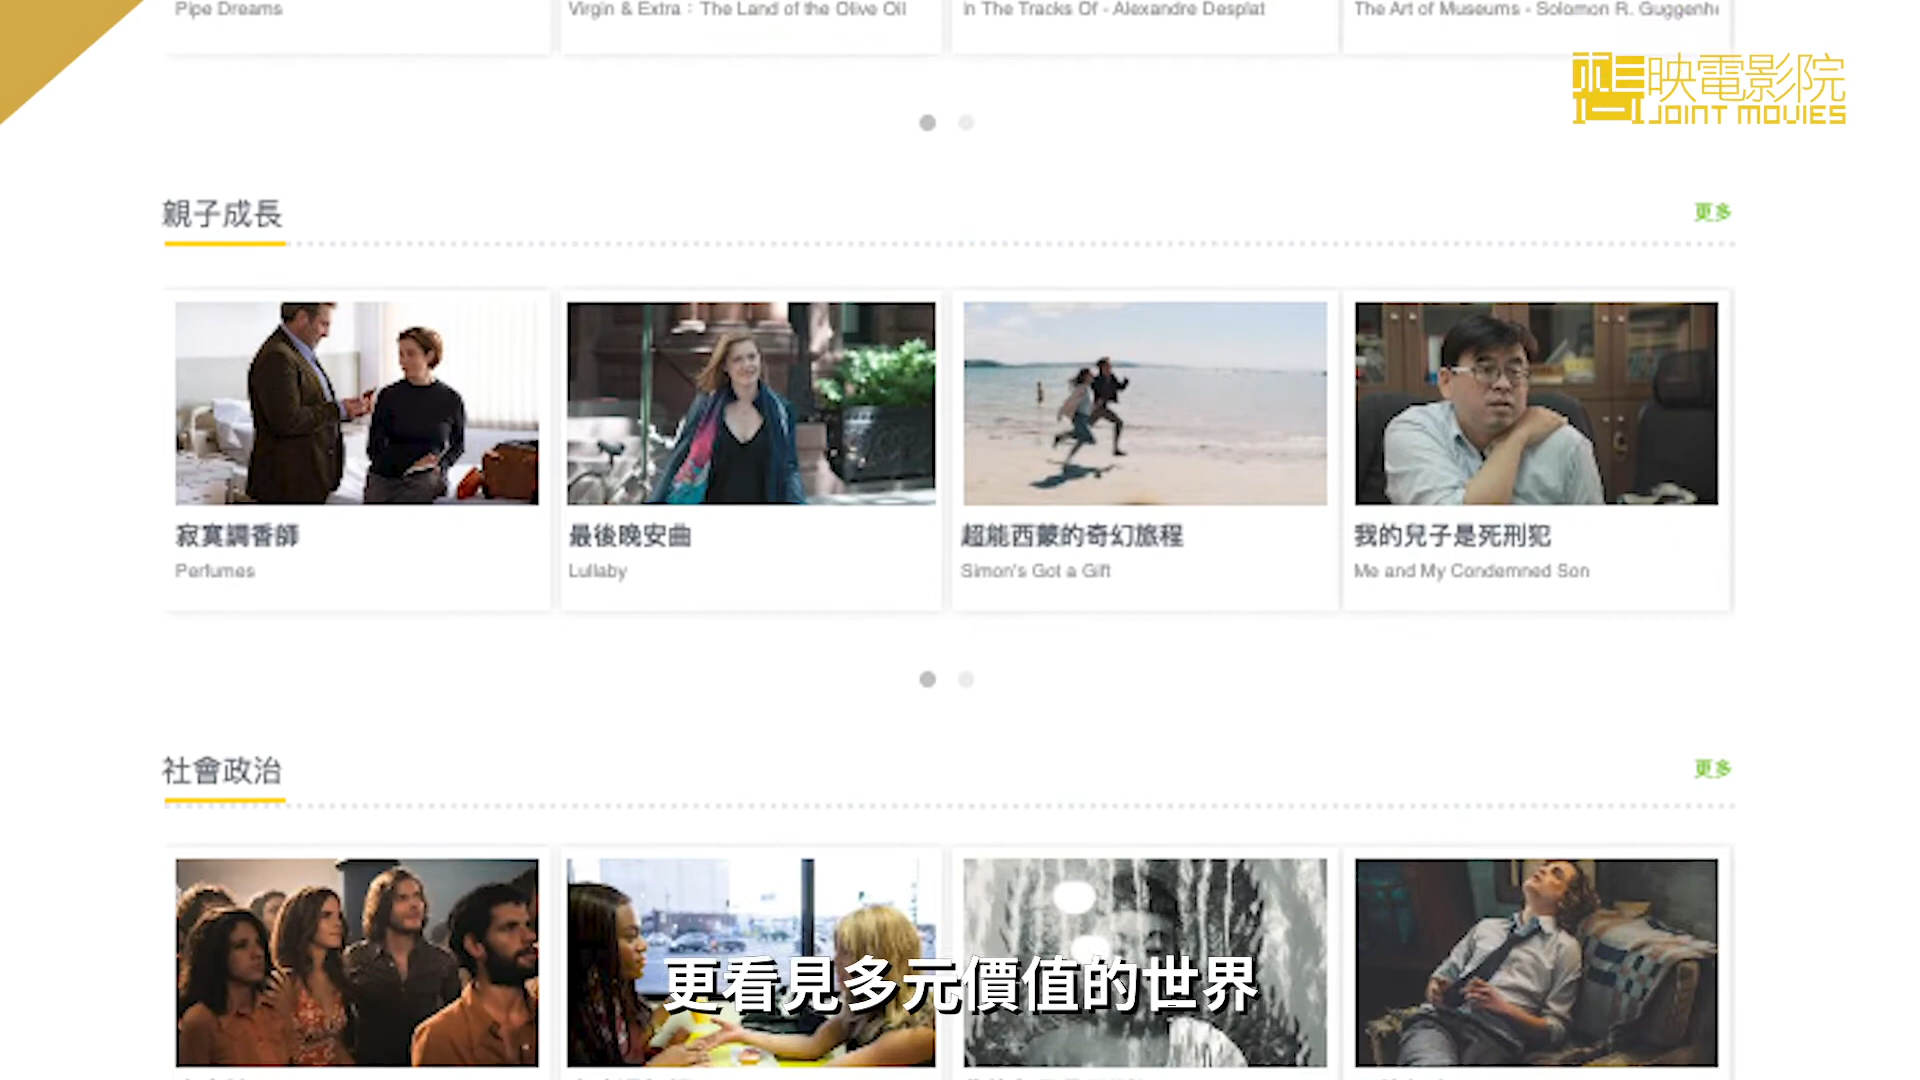 Pipe Dreams
Virgin & Extra：The Land of the Olive Oil
In The Tracks Of - Alexandre Desplat
The Art of Museums - Solomon R. Guggenh
映電影院
JOINT MOVIES
親子成長
更多
寂寞調香師
Perfumes
最後晚安曲
Lullaby
超能西蒙的奇幻旅程
Simon's Got a Gift
我的兒子是死刑犯
Me and My Condemned Son
社會政治
更多
更看見多元價值的世界